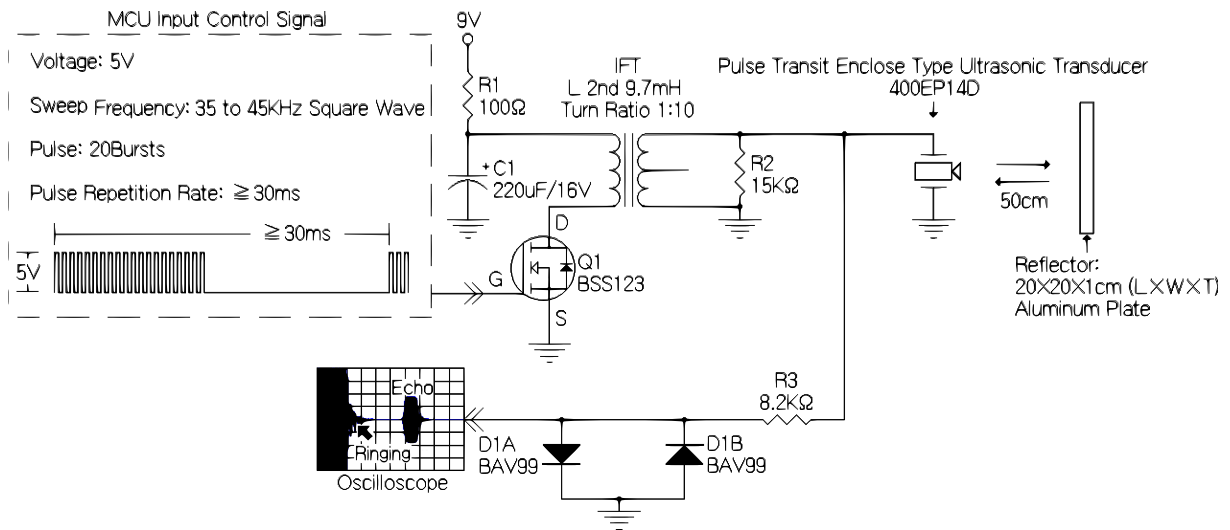 MCU Input Control Signal
Voltage: 5V
Sweep Frequency: 35 to 45KHz Square Wave
Pulse: 20Bursts
Pulse Repetition Rate: ≧30ms
≧30ms
5V
9V
R1
100Ω
+
C1
220uF/16V
IFT
L 2nd 9.7mH
Turn Ratio 1:10
D
G
S
Q1
BSS123
R2
15KΩ
Pulse Transit Enclose Type Ultrasonic Transducer
400EP14D
50cm
Reflector:
20X20X1cm (LXWXT)
Aluminum Plate
R3
8.2KΩ
D1A
BAV99
D1B
BAV99
Echo
Ringing
Oscilloscope